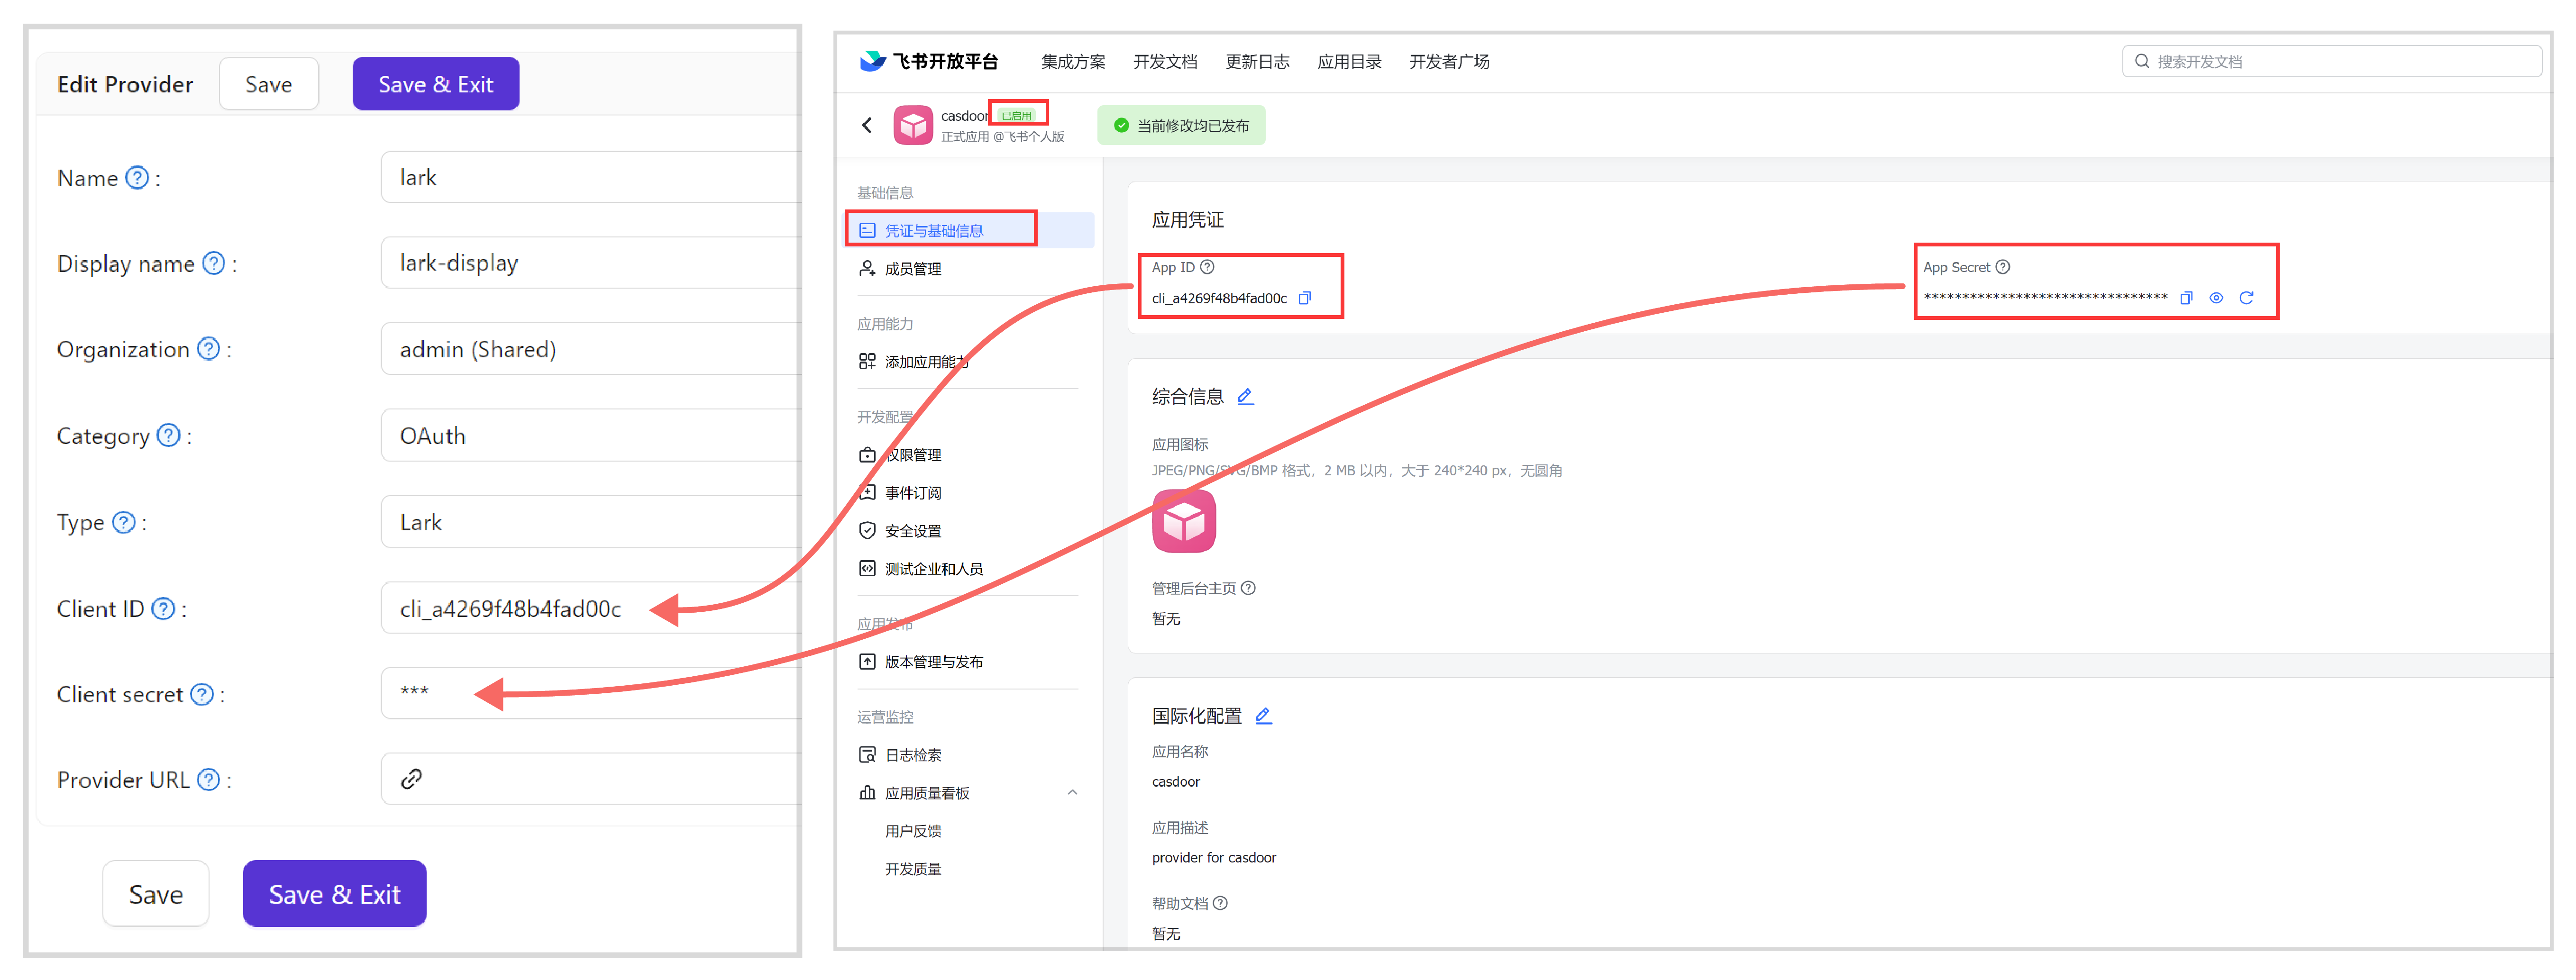 Edit Provider
Save
Save & Exit
Name :
lark
Display name :
lark-display
Organization :
admin (Shared)
Category :
OAuth
Type :
Lark
Client ID :
cli_a4269f48b4fad00c
Client secret :
***
Provider URL :
Save
Save & Exit
飞书开放平台
集成方案
开发文档
更新日志
应用目录
开发者广场
搜索开发文档
casdoor
已启用
正式应用 @飞书个人版
当前修改均已发布
基础信息
凭证与基础信息
成员管理
应用能力
添加应用能力
开发配置
权限管理
事件订阅
安全设置
测试企业和人员
应用发布
版本管理与发布
运营监控
日志检索
应用质量看板
用户反馈
开发质量
应用凭证
App ID
cli_a4269f48b4fad00c
App Secret
********************************
综合信息
应用图标
JPEG/PNG/SVG/BMP 格式，2 MB 以内，大于 240*240 px，无圆角
管理后台主页
暂无
国际化配置
应用名称
casdoor
应用描述
provider for casdoor
帮助文档
暂无